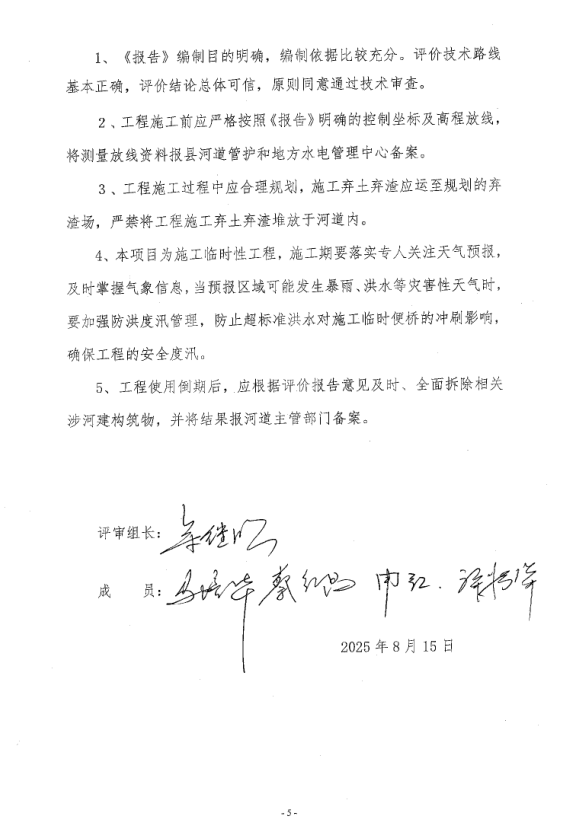 1、《报告》编制目的明确，编制依据比较充分。评价技术路线
基本正确，评价结论总体可信，原则同意通过技术审查。
2、工程施工前应严格按照《报告》明确的控制坐标及高程放线，
将测量放线资料报县河道管护和地方水电管理中心备案。
3、工程施工过程中应合理规划，施工弃土弃渣应运至规划的弃
渣场，严禁将工程施工弃土弃渣堆放于河道内。
4、本项目为施工临时性工程，施工期要落实专人关注天气预报，
及时掌握气象信息，当预报区域可能发生暴雨、洪水等灾害性天气时，
要加强防洪度汛管理，防止超标准洪水对施工临时便桥的冲刷影响，
确保工程的安全度汛。
5、工程使用倒期后，应根据评价报告意见及时、全面拆除相关
涉河建构筑物，并将结果报河道主管部门备案。
评审组长：
成 员：
2025年8月15日
-5-